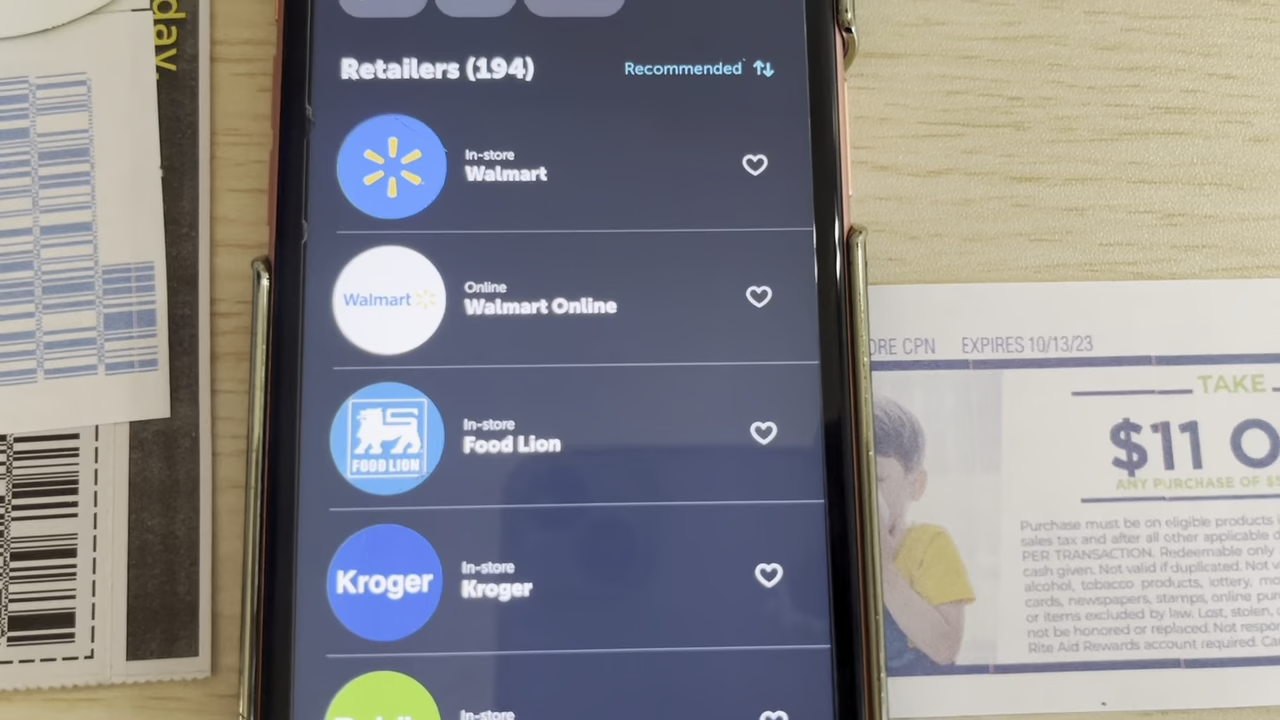 day.
Retailers (194)
Recommended
In-store
Walmart
Walmart
Online
Walmart Online
FOOD LION
In-store
Food Lion
Kroger
In-store
Kroger
In-store
ORE CPN EXPIRES 10/13/23
TAKE
$11 O
ANY PURCHASE OF $5
Purchase must be on eligible products
sales tax and after all other applicable d
PER TRANSACTION. Redeemable only
cash given. Not valid if duplicated. Not v
alcohol, tobacco products, lottery, mo
cards, newspapers, stamps, online pur
or items excluded by law. Lost, stolen,
not be honored or replaced. Not respon
Rite Aid Rewards account required. Ca